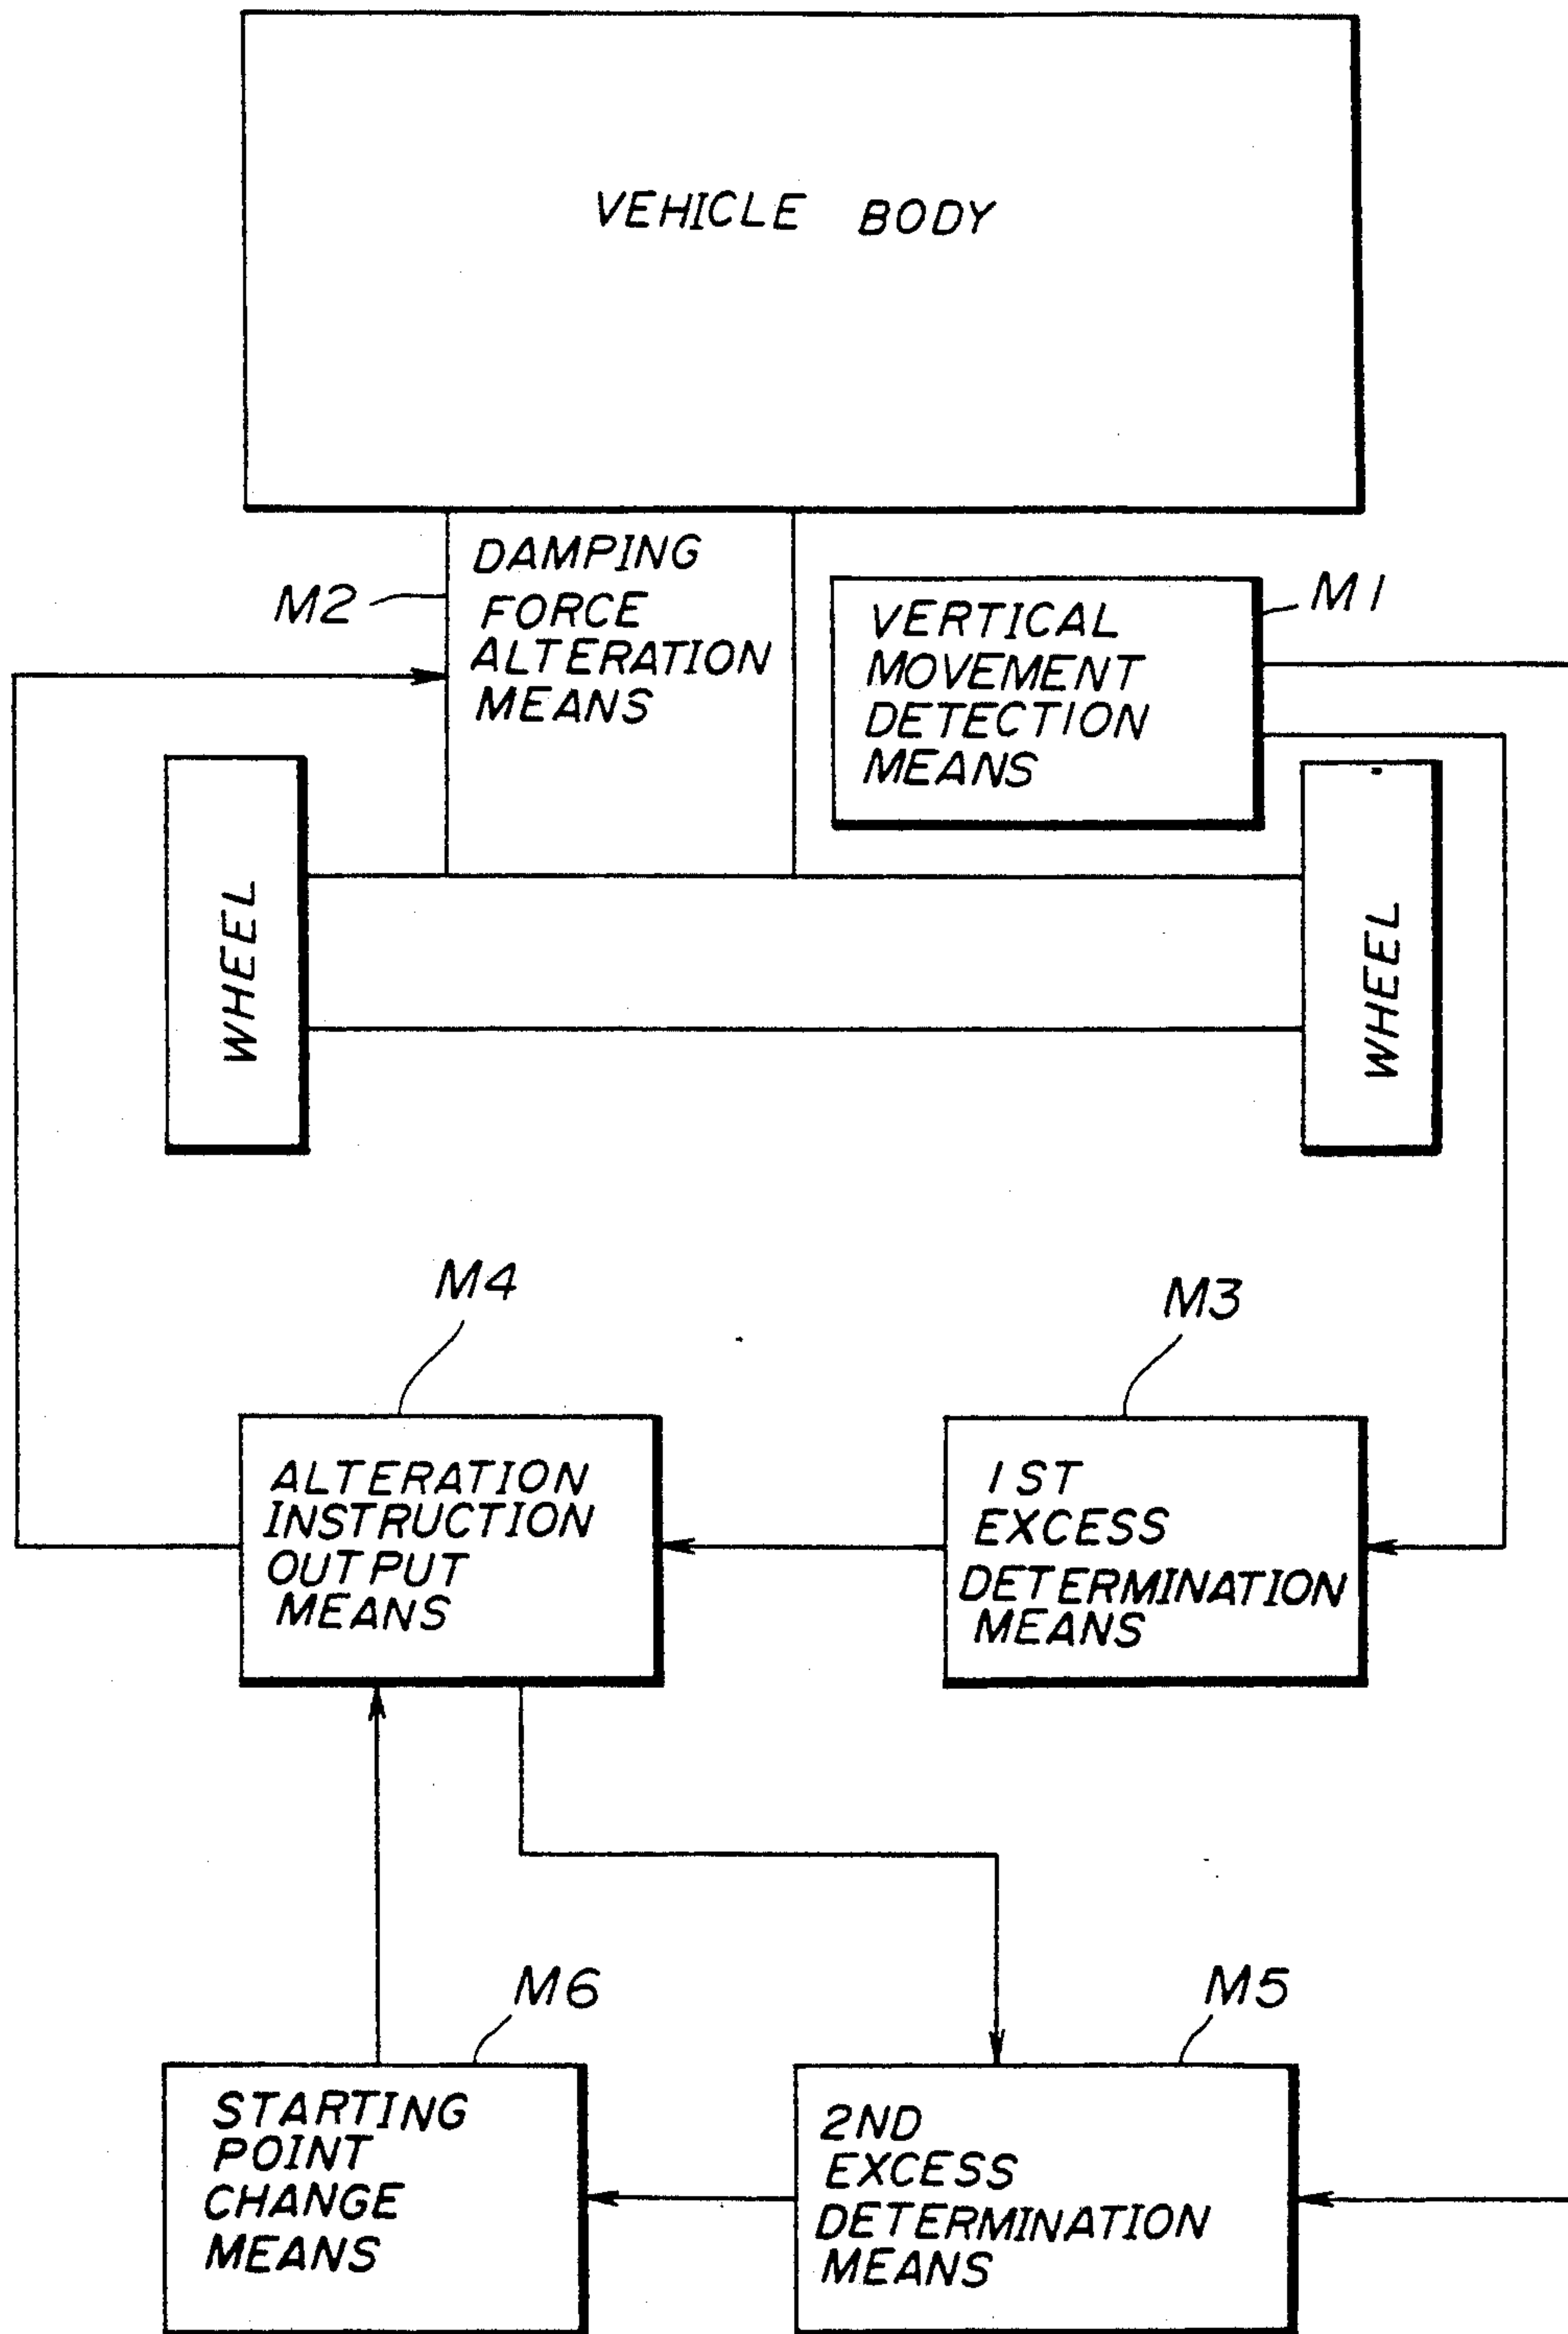 VEHICLE BODY
DAMPING
FORCE
ALTERATION
MEANS
M2
VERTICAL
MOVEMENT
DETECTION
MEANS
M1
WHEEL
WHEEL
M4
M3
ALTERATION
INSTRUCTION
OUTPUT
MEANS
1ST
EXCESS
DETERMINATION
MEANS
M6
M5
STARTING
POINT
CHANGE
MEANS
2ND
EXCESS
DETERMINATION
MEANS